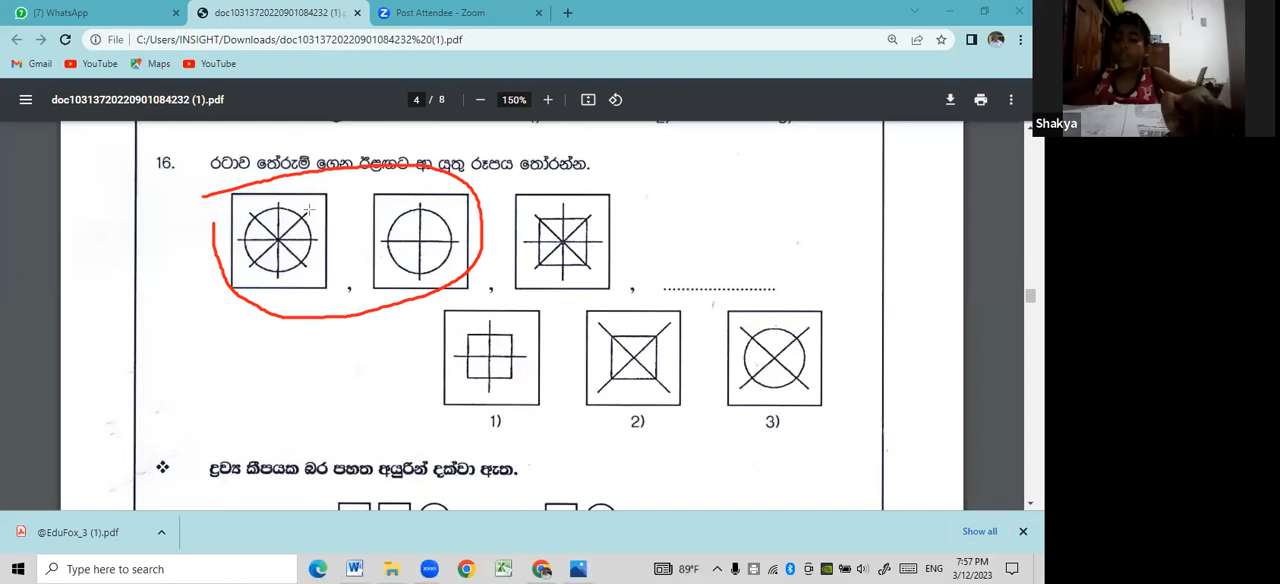 (7) WhatsApp
doc10313720220901084232 (1).p
Post Attendee - Zoom
File
C:/Users/INSIGHT/Downloads/doc10313720220901084232%20(1).pdf
Gmail
YouTube
Maps
YouTube
doc10313720220901084232 (1).pdf
4 / 8
150%
Shakya
16. රටාව තේරුම් ගෙන ඊළඟට ආ යුතු රූපය තෝරන්න.
, , , ..........................
1) 2) 3)
❖ ද්‍රව්‍ය කීපයක බර පහත අයුරින් දක්වා ඇත.
@EduFox_3 (1).pdf
Show all
Type here to search
89°F
ENG
7:57 PM
3/12/2023